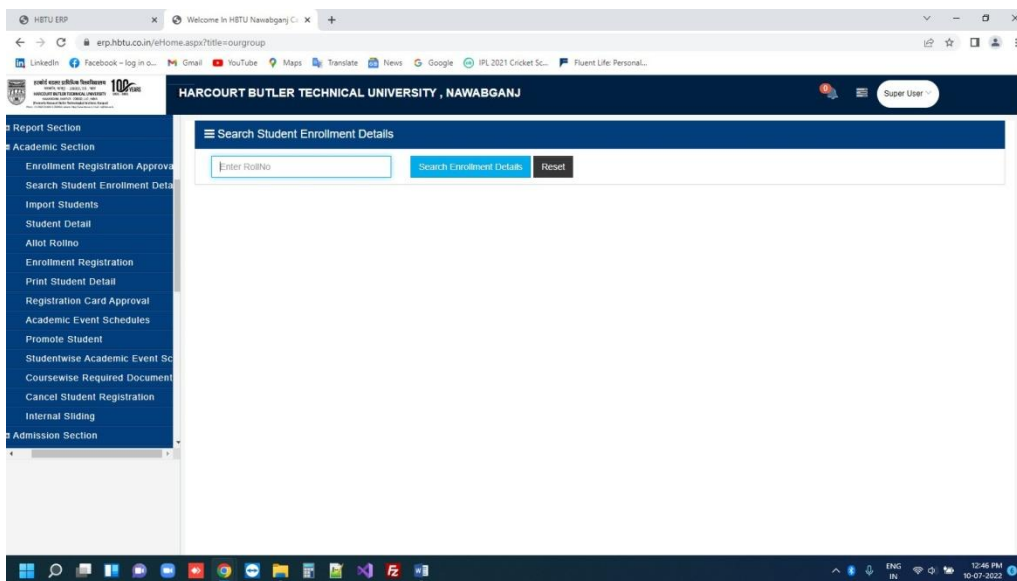 HBTU ERP
Welcome In HBTU Nawabganj C
erp.hbtu.co.in/eHome.aspx?title=ourgroup
LinkedIn Facebook – log in o... Gmail YouTube Maps Translate News Google IPL 2021 Cricket Sc... Fluent Life: Personal...
100 YEARS
HARCOURT BUTLER TECHNICAL UNIVERSITY , NAWABGANJ
Super User
Report Section
Academic Section
Enrollment Registration Approva
Search Student Enrollment Deta
Import Students
Student Detail
Allot Rollno
Enrollment Registration
Print Student Detail
Registration Card Approval
Academic Event Schedules
Promote Student
Studentwise Academic Event Sc
Coursewise Required Document
Cancel Student Registration
Internal Sliding
Admission Section
Search Student Enrollment Details
Enter RollNo
Search Enrollment Details Reset
ENG
IN
12:46 PM
10-07-2022